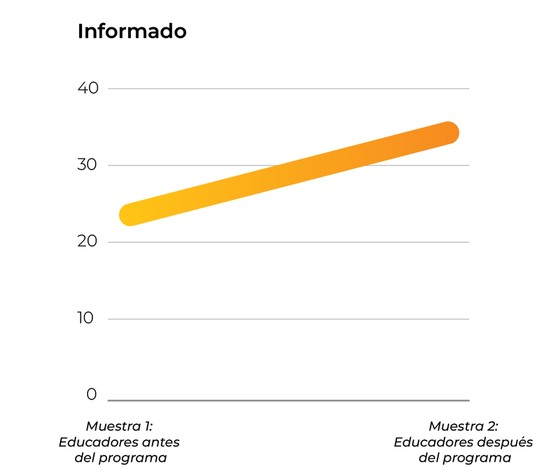 Informado
40
30
20
10
0
Muestra 1:
Educadores antes
del programa
Muestra 2:
Educadores después
del programa